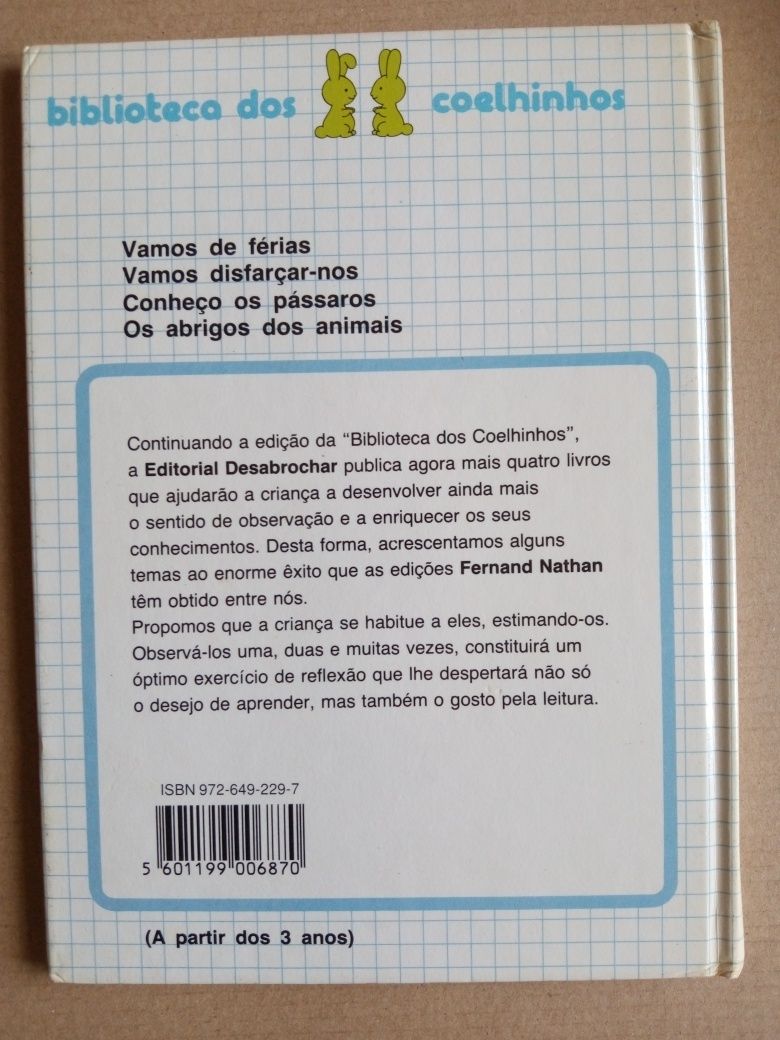 biblioteca dos coelhinhos
Vamos de férias
Vamos disfarçar-nos
Conheço os pássaros
Os abrigos dos animais
Continuando a edição da “Biblioteca dos Coelhinhos”,
a Editorial Desabrochar publica agora mais quatro livros
que ajudarão a criança a desenvolver ainda mais
o sentido de observação e a enriquecer os seus
conhecimentos. Desta forma, acrescentamos alguns
temas ao enorme êxito que as edições Fernand Nathan
têm obtido entre nós.
Propomos que a criança se habitue a eles, estimando-os.
Observá-los uma, duas e muitas vezes, constituirá um
óptimo exercício de reflexão que lhe despertará não só
o desejo de aprender, mas também o gosto pela leitura.
ISBN 972-649-229-7
5 601199 006870
(A partir dos 3 anos)